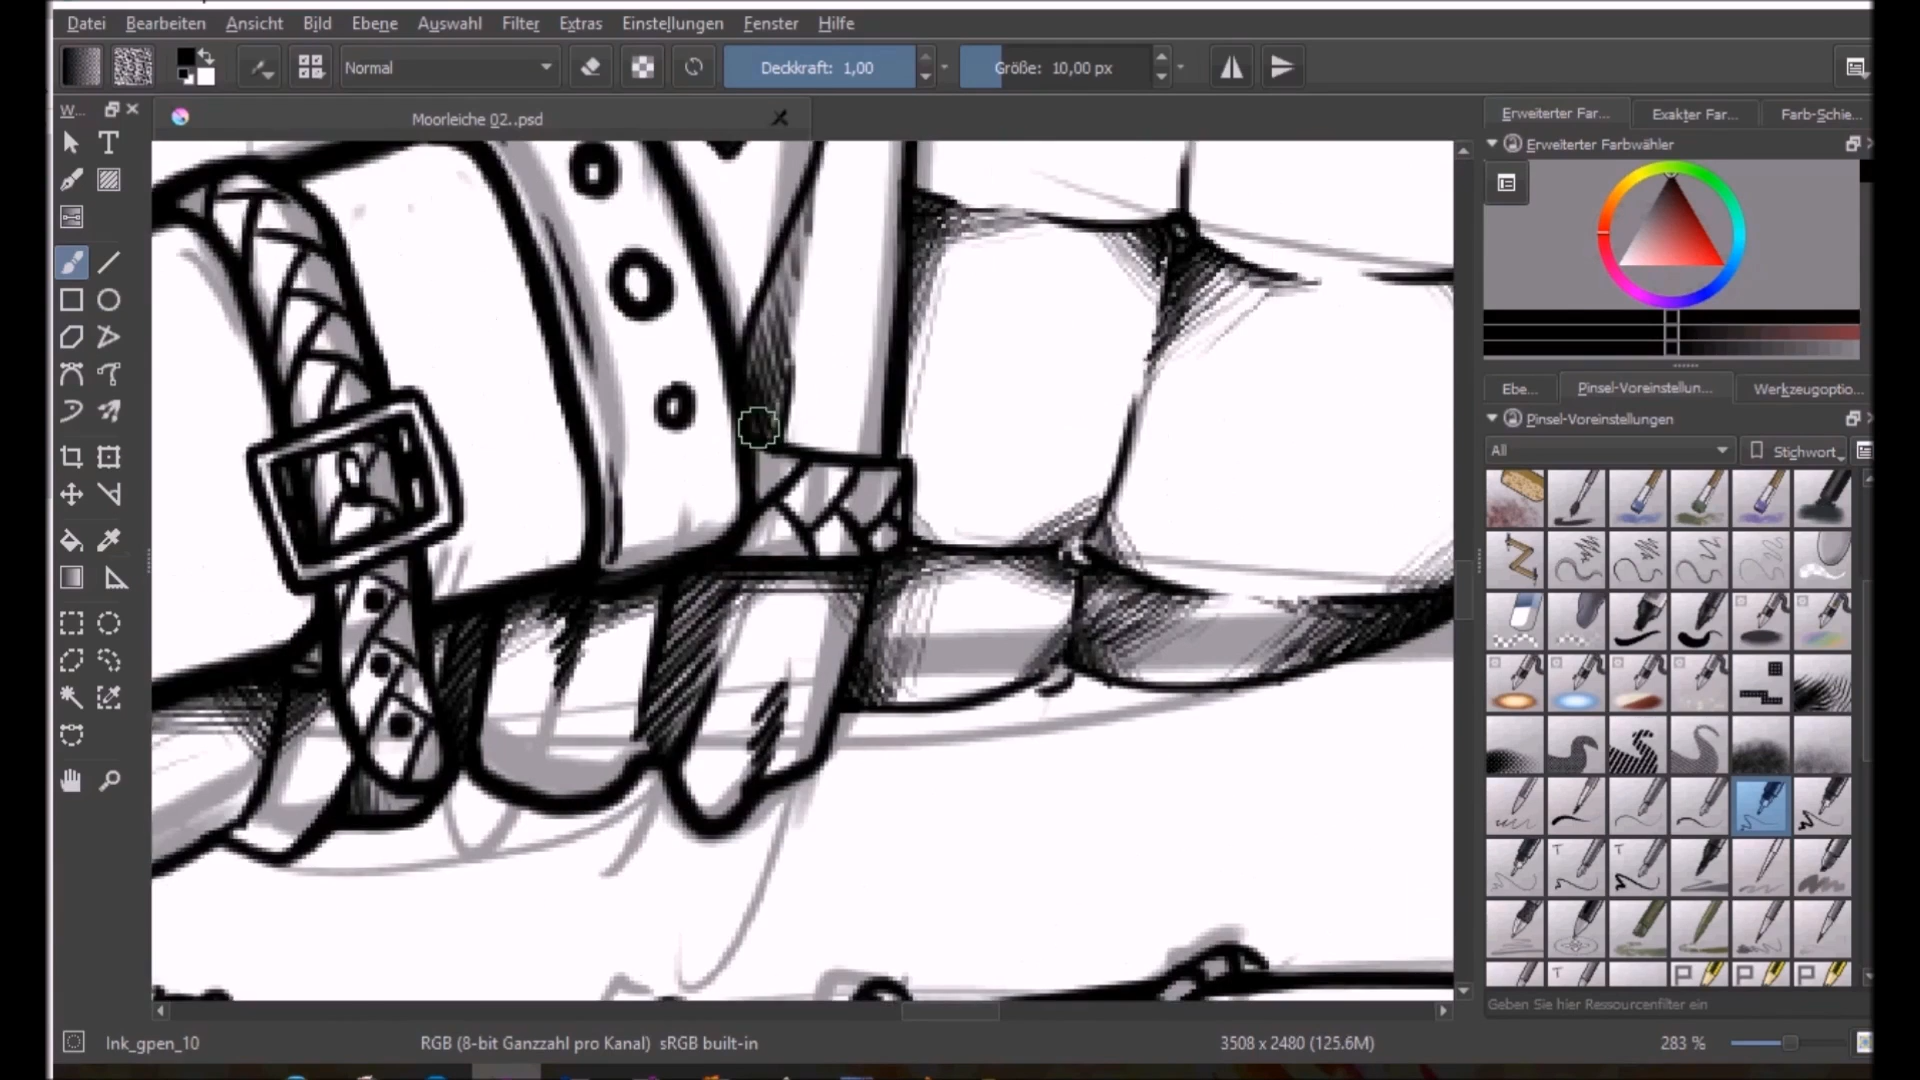 Datei Bearbeiten Ansicht Bild Ebene Auswahl Filter Extras Einstellungen Fenster Hilfe
Normal Deckkraft: 1,00 Größe: 10,00 px
W...
Moorleiche 02..psd
Erweiterter Far... Exakter Far... Farb-Schie...
Erweiterter Farbwähler
Ebe... Pinsel-Voreinstellun... Werkzeugoptio...
Pinsel-Voreinstellungen
All Stichwort
Geben Sie hier Ressourcenfilter ein
Ink_gpen_10 RGB (8-bit Ganzzahl pro Kanal) sRGB built-in 3508 x 2480 (125.6M) 283 %